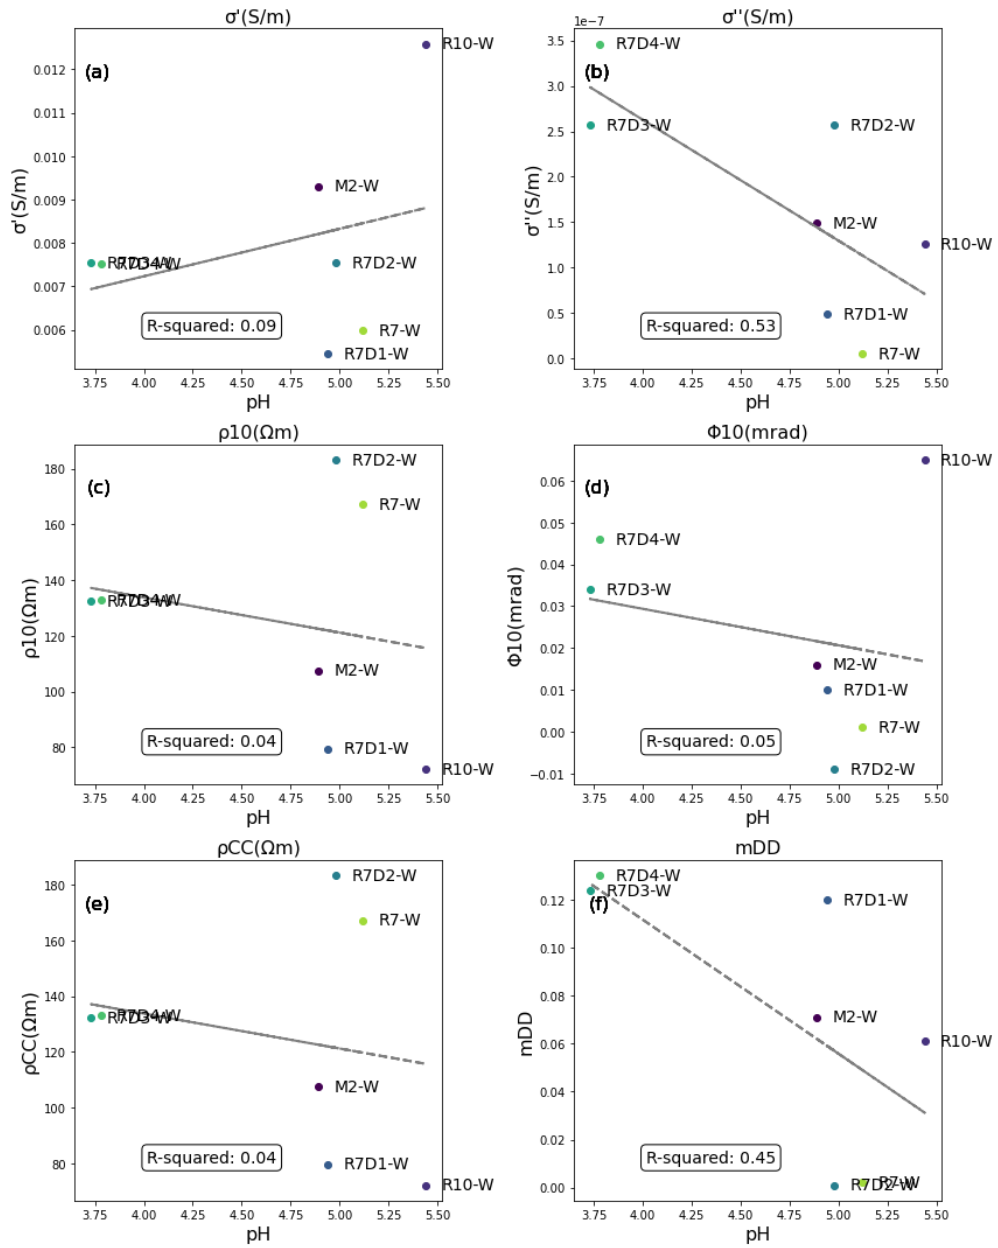 σ'(S/m)
(a)
R10-W
M2-W
R7D3-W
R7D4-W
R7D2-W
R7-W
R7D1-W
R-squared: 0.09
0.012
0.011
0.010
0.009
0.008
0.007
0.006
σ'(S/m)
3.75 4.00 4.25 4.50 4.75 5.00 5.25 5.50
pH
σ''(S/m)
1e−7
(b)
R7D4-W
R7D3-W
R7D2-W
M2-W
R10-W
R7D1-W
R7-W
R-squared: 0.53
3.5
3.0
2.5
2.0
1.5
1.0
0.5
0.0
σ''(S/m)
3.75 4.00 4.25 4.50 4.75 5.00 5.25 5.50
pH
ρ10(Ωm)
(c)
R7D2-W
R7-W
R7D3-W
R7D4-W
M2-W
R7D1-W
R10-W
R-squared: 0.04
180
160
140
120
100
80
ρ10(Ωm)
3.75 4.00 4.25 4.50 4.75 5.00 5.25 5.50
pH
Φ10(mrad)
(d)
R10-W
R7D4-W
R7D3-W
M2-W
R7D1-W
R7-W
R7D2-W
R-squared: 0.05
0.06
0.05
0.04
0.03
0.02
0.01
0.00
−0.01
Φ10(mrad)
3.75 4.00 4.25 4.50 4.75 5.00 5.25 5.50
pH
ρCC(Ωm)
(e)
R7D2-W
R7-W
R7D3-W
R7D4-W
M2-W
R7D1-W
R10-W
R-squared: 0.04
180
160
140
120
100
80
ρCC(Ωm)
3.75 4.00 4.25 4.50 4.75 5.00 5.25 5.50
pH
mDD
(f)
R7D4-W
R7D3-W
R7D1-W
M2-W
R10-W
R7D2-W
R7-W
R-squared: 0.45
0.12
0.10
0.08
0.06
0.04
0.02
0.00
mDD
3.75 4.00 4.25 4.50 4.75 5.00 5.25 5.50
pH